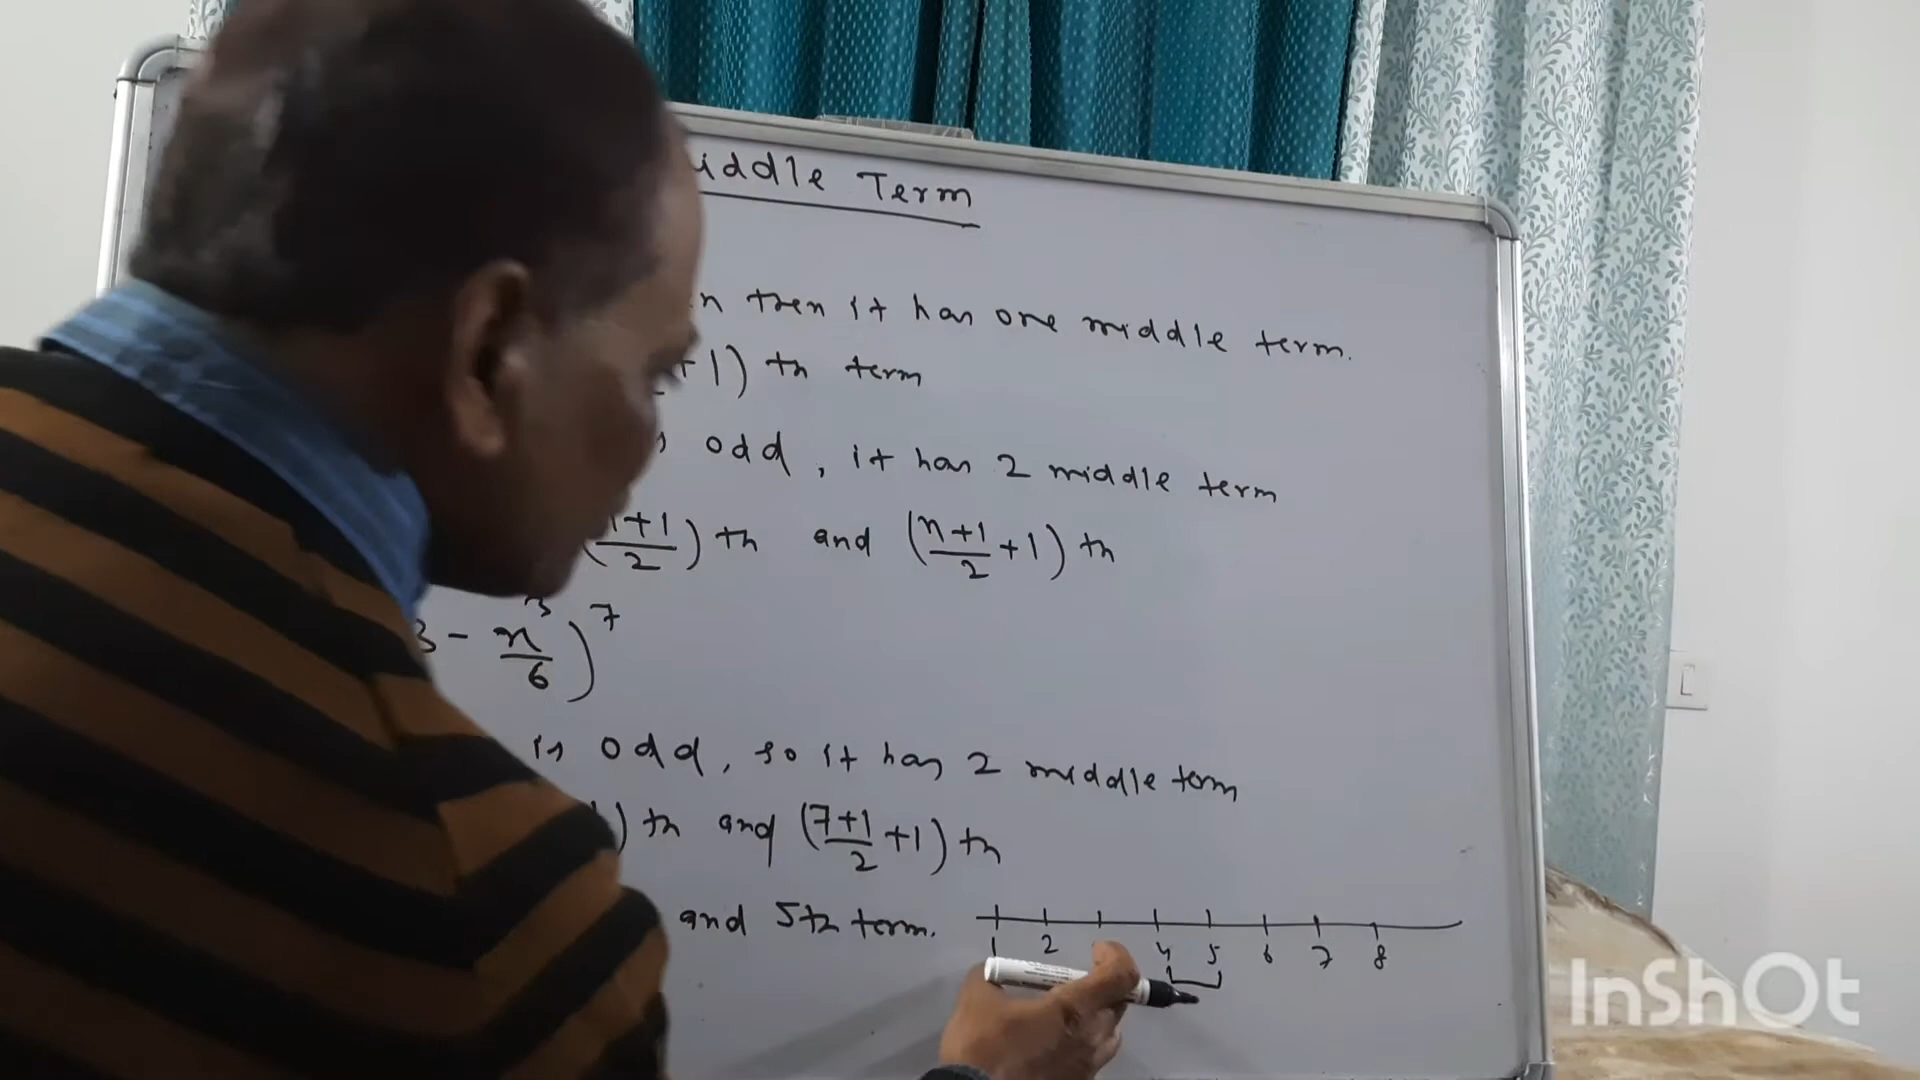 iddle Term
n then it has one middle term.
+1) th term
odd, it has 2 middle term
(n+1/2) th and (n+1/2 +1) th
3 - x³/6)⁷
is odd, so it has 2 middle term
) th and (7+1/2 +1) th
and 5th term.
1 2 4 5 6 7 8
InShOt